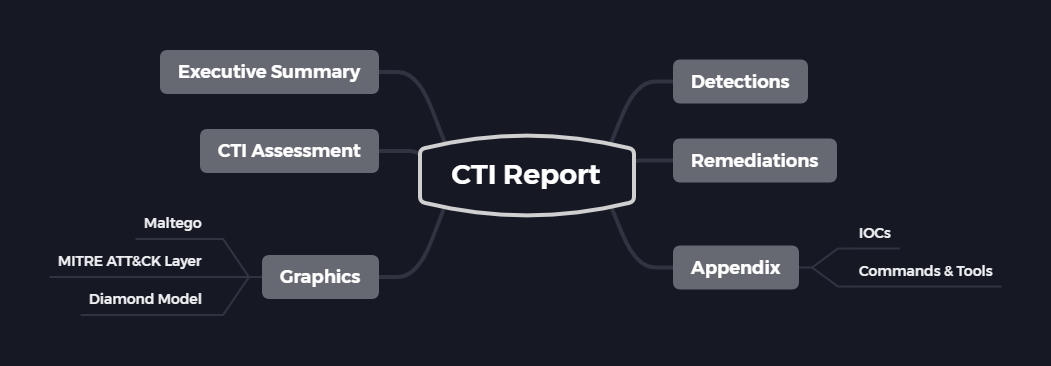 Executive Summary
CTI Assessment
Graphics
Maltego
MITRE ATT&CK Layer
Diamond Model
CTI Report
Detections
Remediations
Appendix
IOCs
Commands & Tools